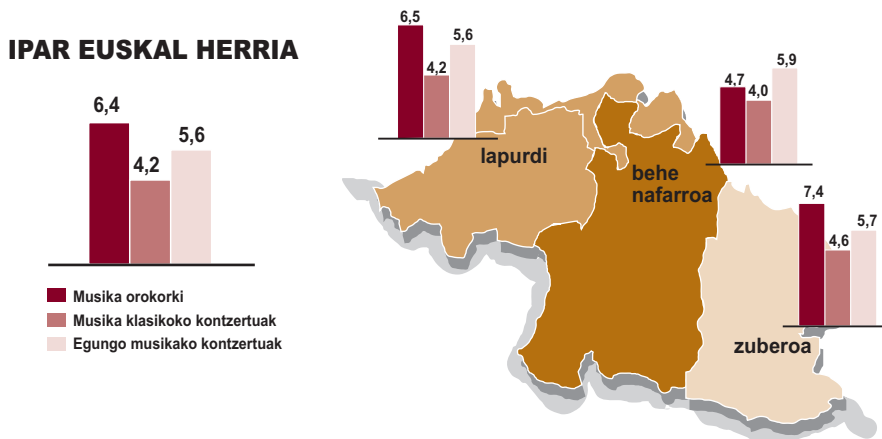 IPAR EUSKAL HERRIA
6,4
4,2
5,6
Musika orokorki
Musika klasikoko kontzertuak
Egungo musikako kontzertuak
6,5
4,2
5,6
lapurdi
4,7
4,0
5,9
behe
nafarroa
7,4
4,6
5,7
zuberoa